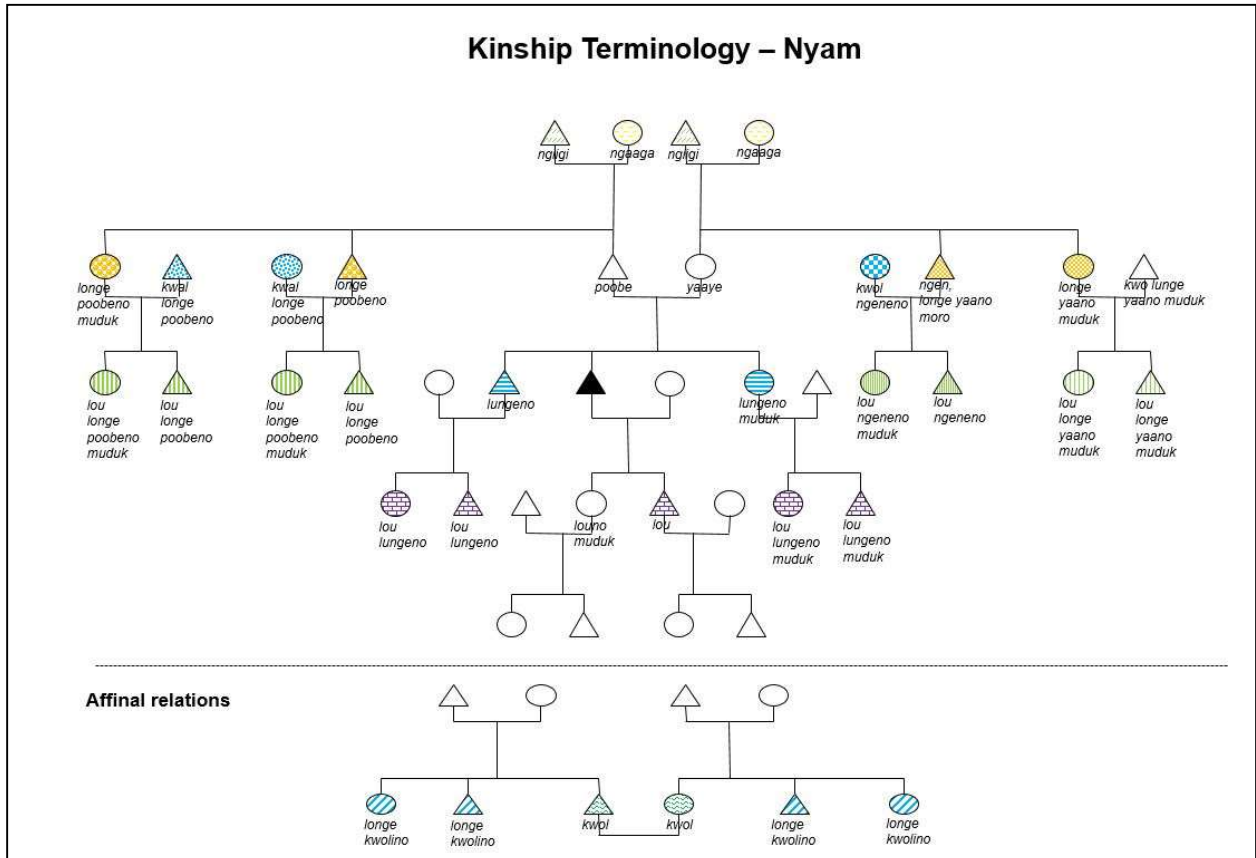 Kinship Terminology – Nyam
ngligi
ngaaga
ngligi
ngaaga
longe
poobeno
muduk
kwal
longe
poobeno
kwal
longe
poobeno
longe
poobeno
poobe
yaaye
kwol
ngeneno
ngen,
longe yaano
moro
longe
yaano
muduk
kwo lunge
yaano muduk
lou
longe
poobeno
muduk
lou
longe
poobeno
lou
longe
poobeno
muduk
lou
longe
poobeno
lungeno
lungeno
muduk
lou
ngeneno
muduk
lou
ngeneno
lou
longe
yaano
muduk
lou
longe
yaano
muduk
lou
lungeno
lou
lungeno
louno
muduk
lou
lou
lungeno
muduk
lou
lungeno
muduk
Affinal relations
longe
kwolino
longe
kwolino
kwol
kwol
longe
kwolino
longe
kwolino